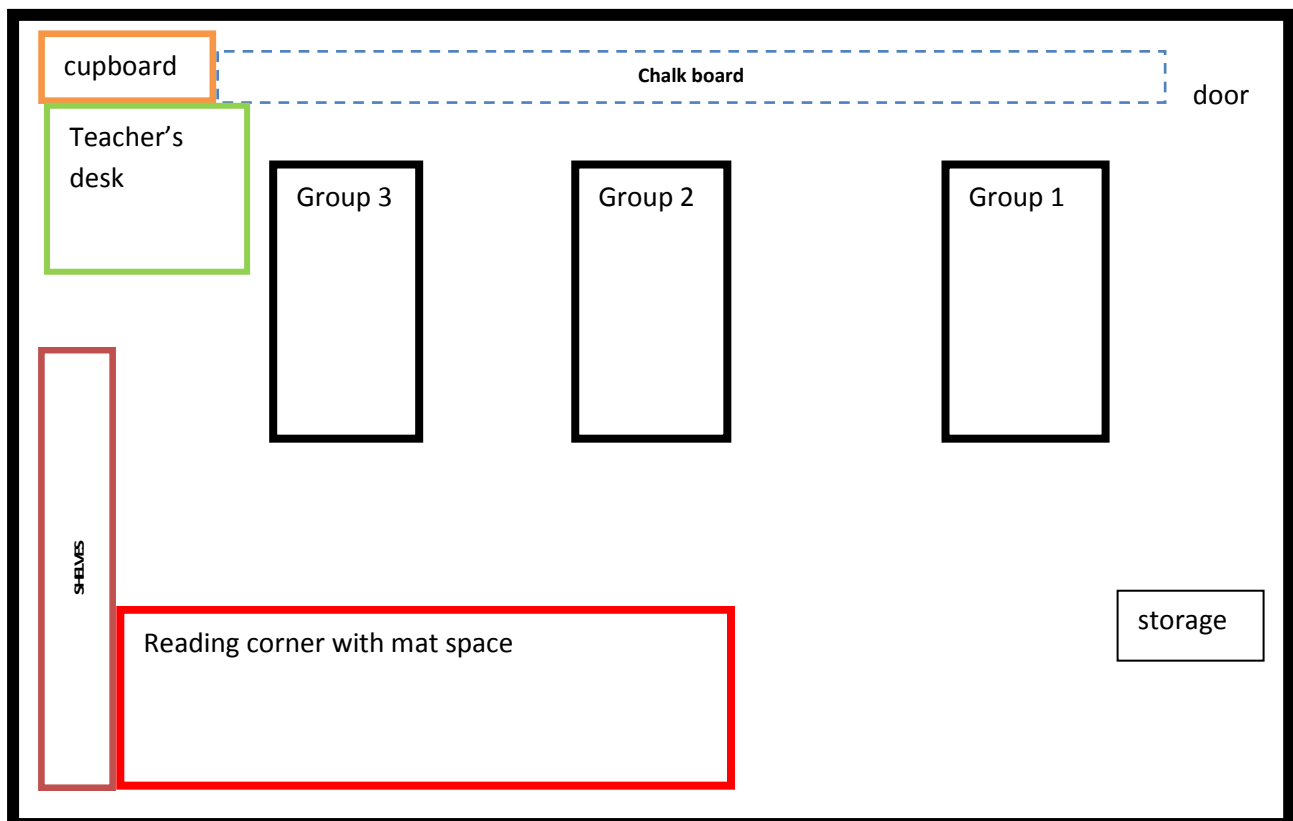 cupboard
Chalk board
door
Teacher’s
desk
Group 3
Group 2
Group 1
SHELVES
storage
Reading corner with mat space